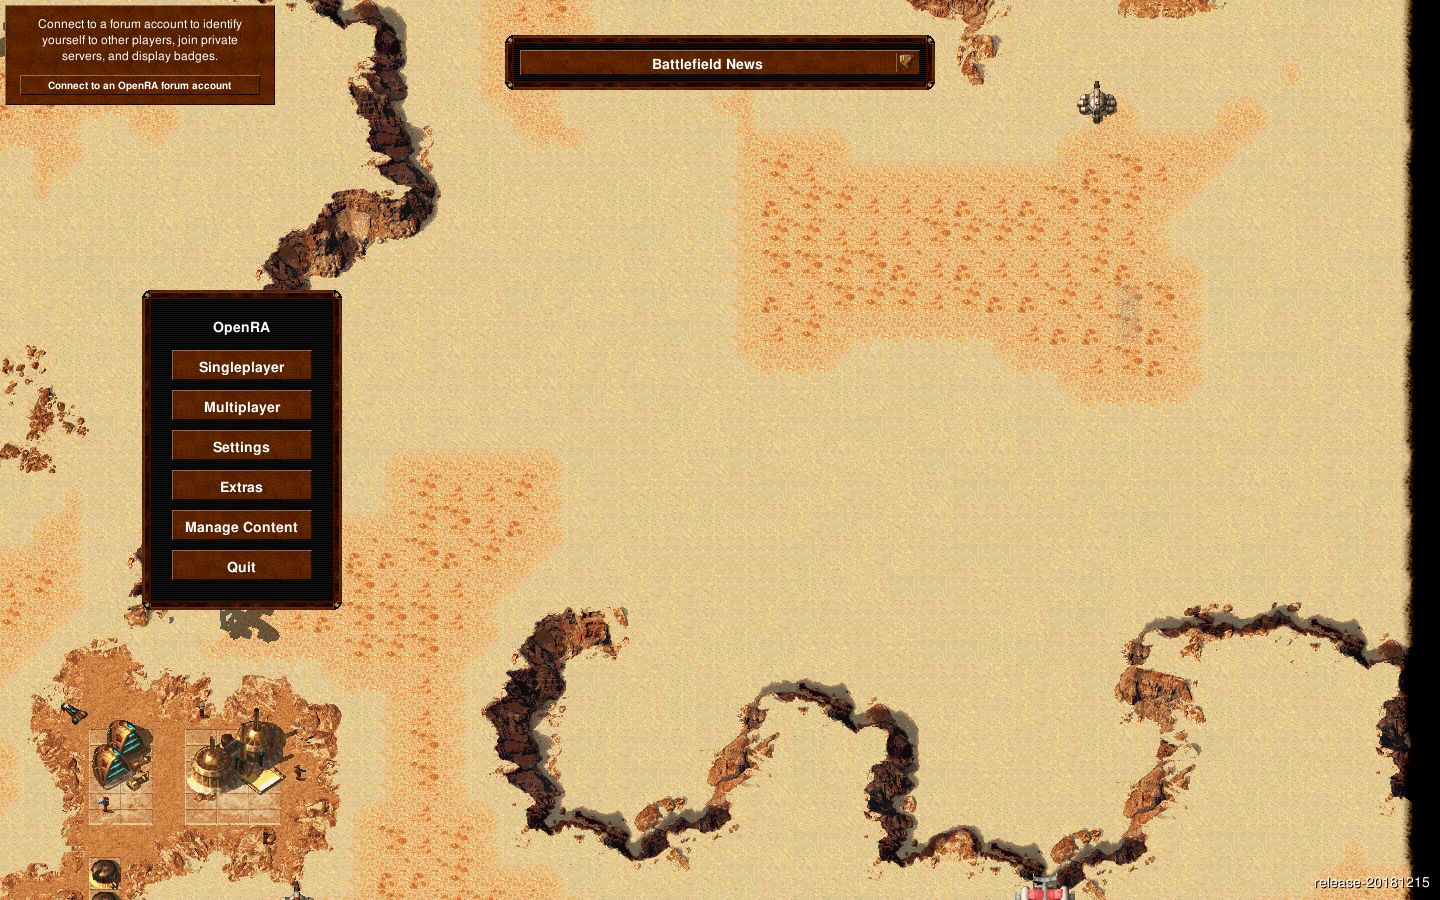 Connect to a forum account to identify
yourself to other players, join private
servers, and display badges.
Connect to an OpenRA forum account
Battlefield News
OpenRA
Singleplayer
Multiplayer
Settings
Extras
Manage Content
Quit
release-20181215